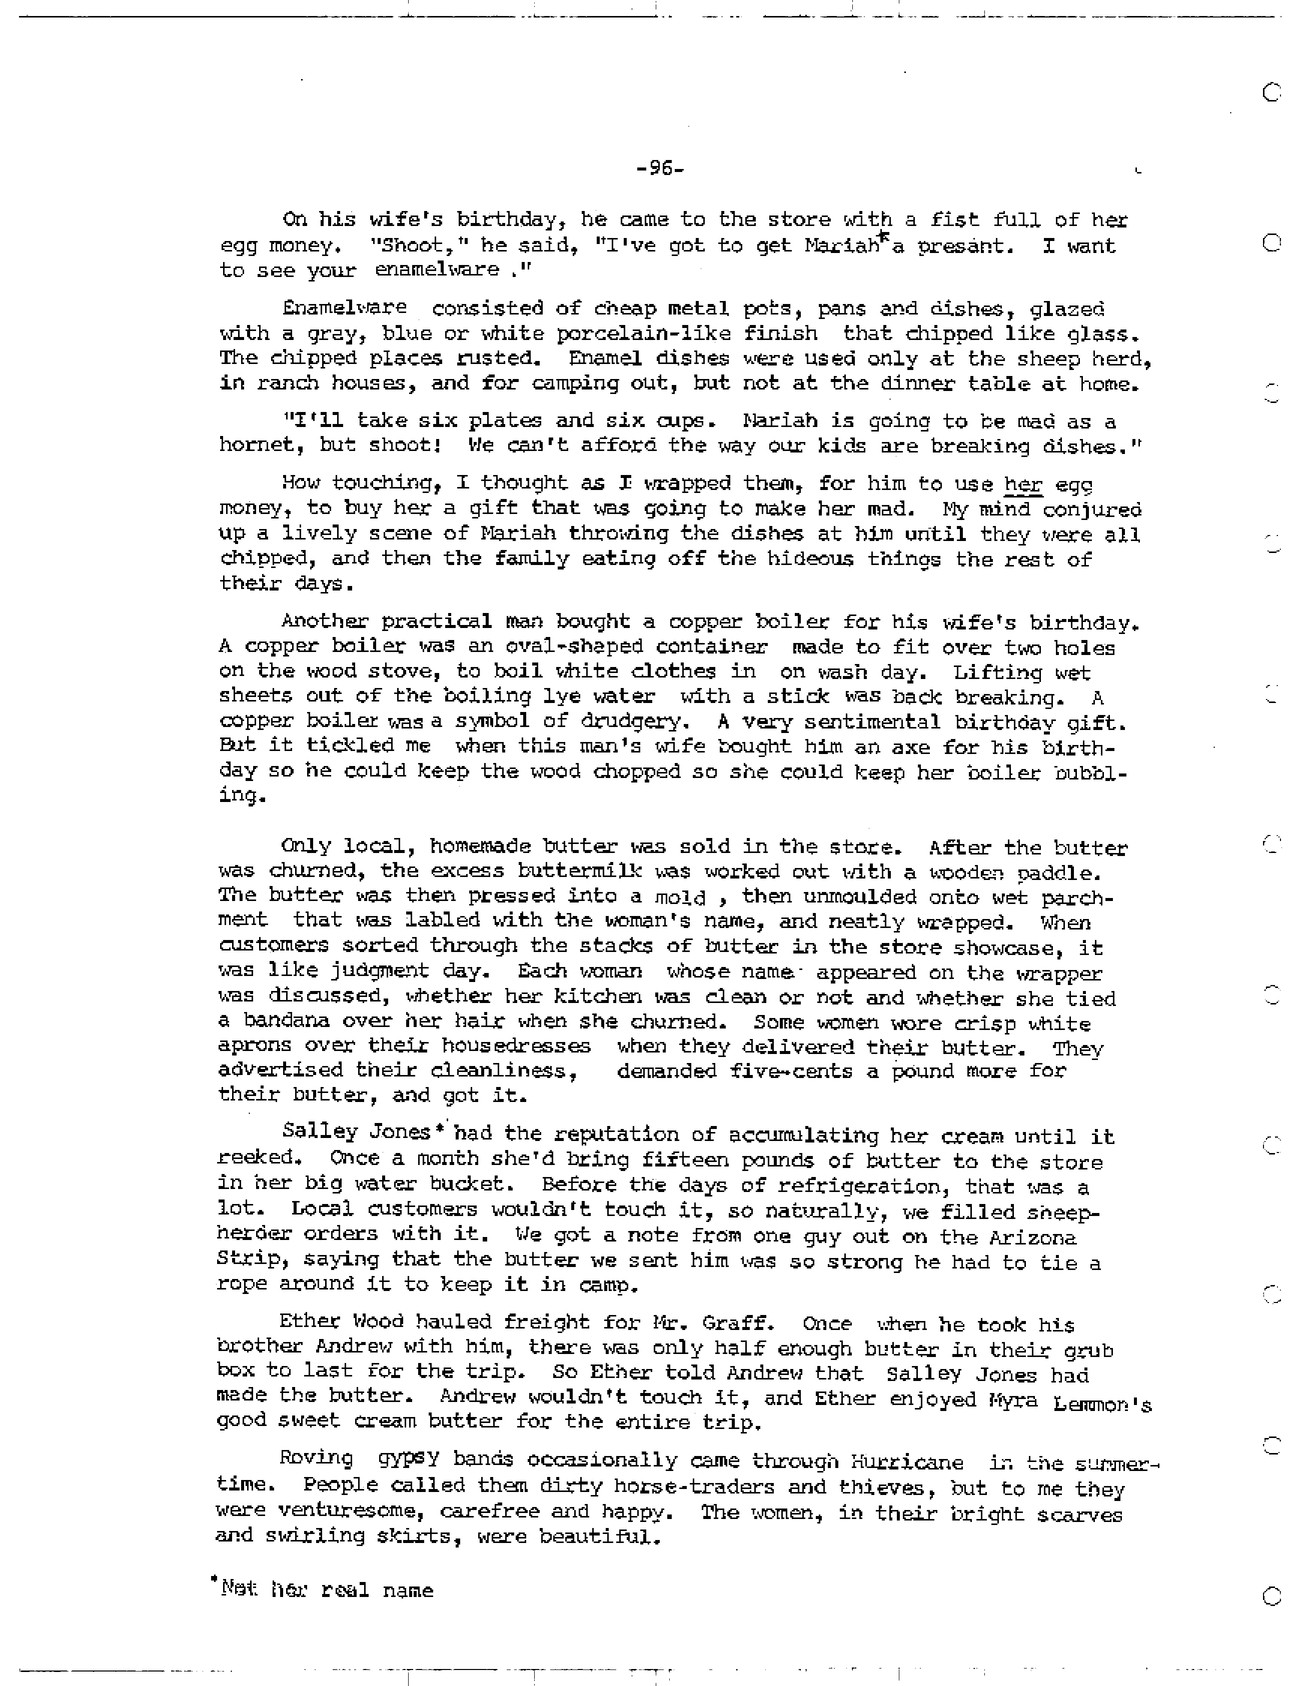 -96-
On his wife's birthday, he came to the store with a fist full of her
egg money. "Shoot," he said, "I've got to get Mariah* a presant. I want
to see your enamelware ."
Enamelware consisted of cheap metal pots, pans and dishes, glazed
with a gray, blue or white porcelain-like finish that chipped like glass.
The chipped places rusted. Enamel dishes were used only at the sheep herd,
in ranch houses, and for camping out, but not at the dinner table at home.
"I'll take six plates and six cups. Mariah is going to be mad as a
hornet, but shoot! We can't afford the way our kids are breaking dishes."
How touching, I thought as I wrapped them, for him to use her egg
money, to buy her a gift that was going to make her mad. My mind conjured
up a lively scene of Mariah throwing the dishes at him until they were all
chipped, and then the family eating off the hideous things the rest of
their days.
Another practical man bought a copper boiler for his wife's birthday.
A copper boiler was an oval-shaped container made to fit over two holes
on the wood stove, to boil white clothes in on wash day. Lifting wet
sheets out of the boiling lye water with a stick was back breaking. A
copper boiler was a symbol of drudgery. A very sentimental birthday gift.
But it tickled me when this man's wife bought him an axe for his birth-
day so he could keep the wood chopped so she could keep her boiler bubbl-
ing.
Only local, homemade butter was sold in the store. After the butter
was churned, the excess buttermilk was worked out with a wooden paddle.
The butter was then pressed into a mold , then unmoulded onto wet parch-
ment that was labled with the woman's name, and neatly wrapped. When
customers sorted through the stacks of butter in the store showcase, it
was like judgment day. Each woman whose name appeared on the wrapper
was discussed, whether her kitchen was clean or not and whether she tied
a bandana over her hair when she churned. Some women wore crisp white
aprons over their housedresses when they delivered their butter. They
advertised their cleanliness, demanded five-cents a pound more for
their butter, and got it.
Salley Jones* had the reputation of accumulating her cream until it
reeked. Once a month she'd bring fifteen pounds of butter to the store
in her big water bucket. Before the days of refrigeration, that was a
lot. Local customers wouldn't touch it, so naturally, we filled sheep-
herder orders with it. We got a note from one guy out on the Arizona
Strip, saying that the butter we sent him was so strong he had to tie a
rope around it to keep it in camp.
Ether Wood hauled freight for Mr. Graff. Once when he took his
brother Andrew with him, there was only half enough butter in their grub
box to last for the trip. So Ether told Andrew that Salley Jones had
made the butter. Andrew wouldn't touch it, and Ether enjoyed Myra Lemmon's
good sweet cream butter for the entire trip.
Roving gypsy bands occasionally came through Hurricane in the summer-
time. People called them dirty horse-traders and thieves, but to me they
were venturesome, carefree and happy. The women, in their bright scarves
and swirling skirts, were beautiful.
*Not her real name